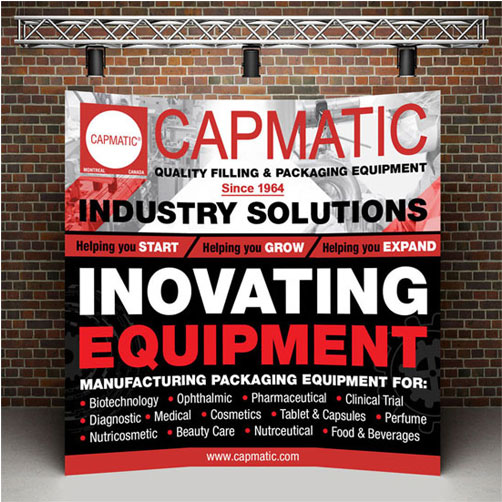 CAPMATIC®
MONTREAL CANADA
CAPMATIC
QUALITY FILLING & PACKAGING EQUIPMENT
Since 1964
INDUSTRY SOLUTIONS
Helping you START / Helping you GROW / Helping you EXPAND
INOVATING
EQUIPMENT
MANUFACTURING PACKAGING EQUIPMENT FOR:
• Biotechnology • Ophthalmic • Pharmaceutical • Clinical Trial
• Diagnostic • Medical • Cosmetics • Tablet & Capsules • Perfume
• Nutricosmetic • Beauty Care • Nutrceutical • Food & Beverages
www.capmatic.com